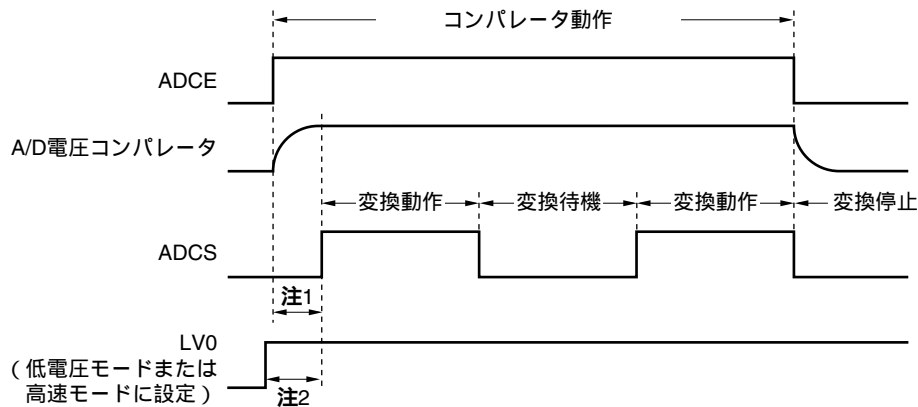 コンパレータ動作
ADCE
A/D電圧コンパレータ
変換動作 変換待機 変換動作 変換停止
ADCS
注1
LV0
（低電圧モードまたは
高速モードに設定）
注2